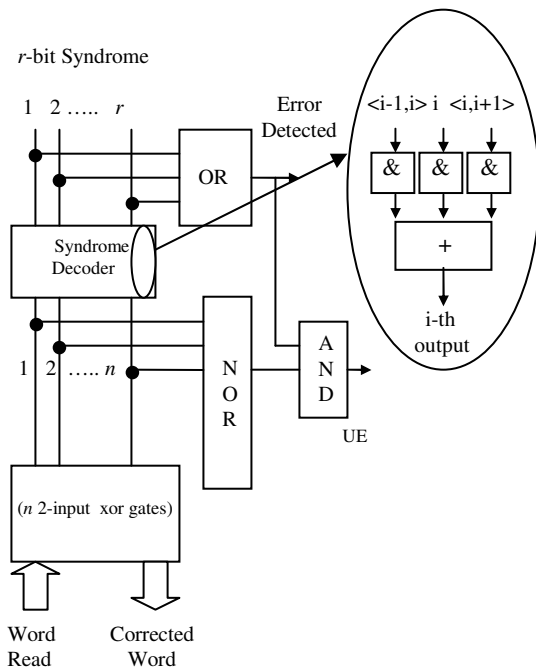 r-bit Syndrome
1 2 ….. r
Error
Detected
<i-1,i> i <i,i+1>
& & &
OR
+
Syndrome
Decoder
i-th
output
1 2 ….. n
N
O
R
A
N
D
UE
(n 2-input xor gates)
Word
Read
Corrected
Word